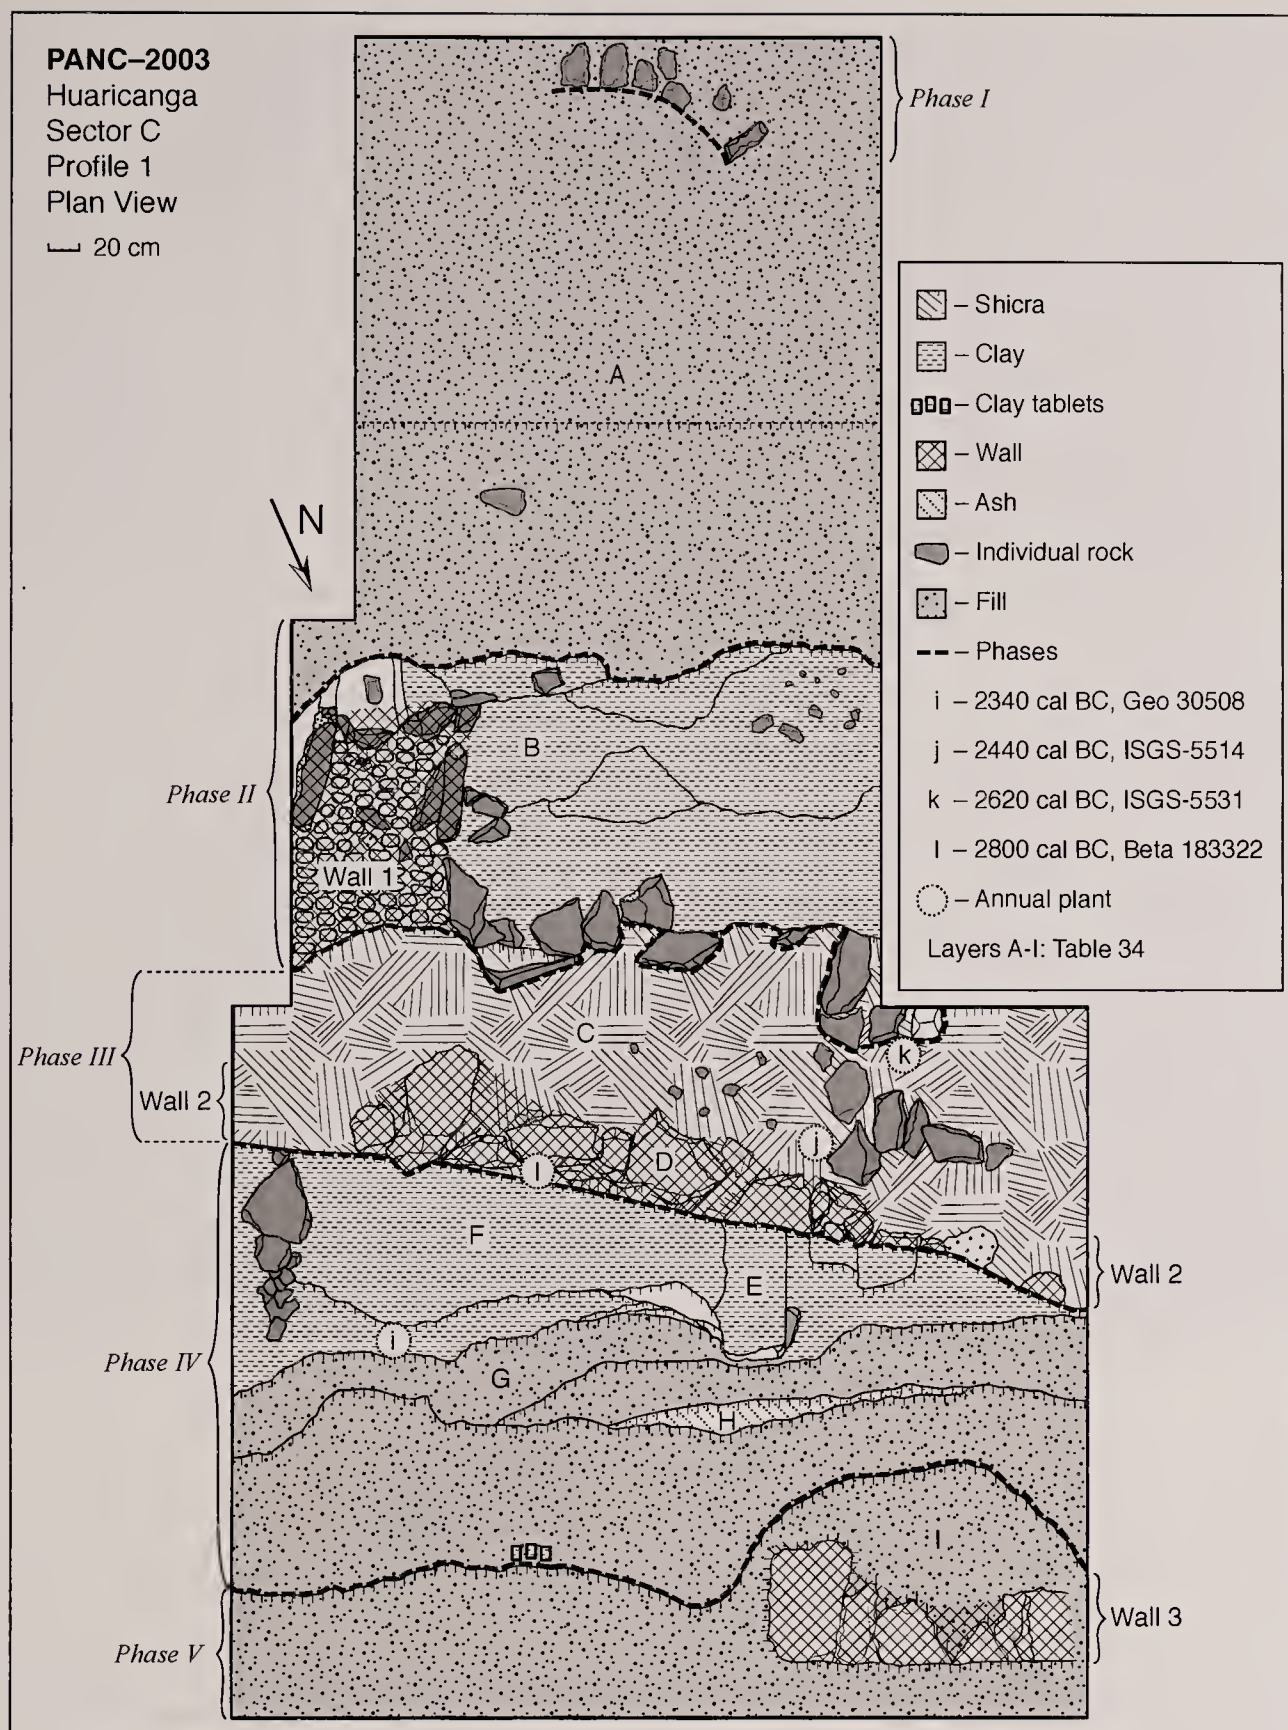 PANC–2003
Huaricanga
Sector C
Profile 1
Plan View
20 cm
Phase I
A
N
– Shicra
– Clay
– Clay tablets
– Wall
– Ash
– Individual rock
– Fill
– Phases
i – 2340 cal BC, Geo 30508
j – 2440 cal BC, ISGS-5514
k – 2620 cal BC, ISGS-5531
l – 2800 cal BC, Beta 183322
– Annual plant
Layers A-I: Table 34
B
Phase II
Wall 1
C
k
Phase III
Wall 2
j
D
l
F
E
Wall 2
i
Phase IV
G
H
I
Wall 3
Phase V